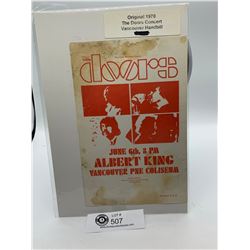 Original 1970
The Doors Concert
Vancouver Handbill
THE
doors
JUNE 6th, 8 PM
ALBERT KING
VANCOUVER PNE COLISEUM
LOT #
507